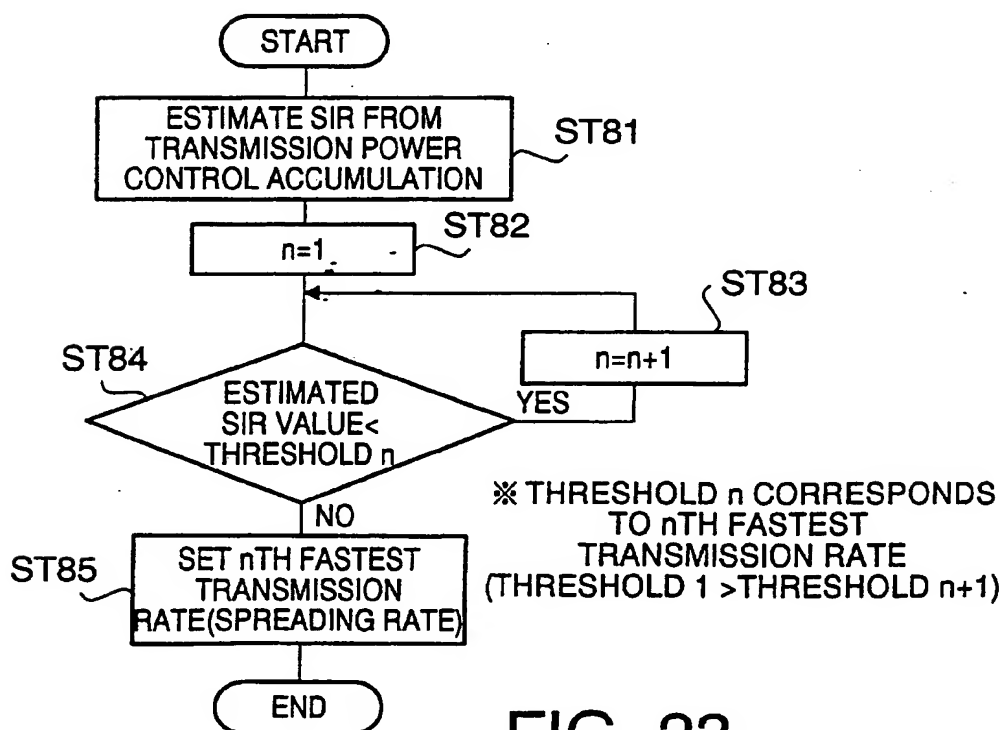 START
ESTIMATE SIR FROM
TRANSMISSION POWER
CONTROL ACCUMULATION
ST81
ST82
n=1
ST83
n=n+1
ST84
ESTIMATED
SIR VALUE<
THRESHOLD n
YES
NO
※ THRESHOLD n CORRESPONDS
TO nTH FASTEST
TRANSMISSION RATE
(THRESHOLD 1 >THRESHOLD n+1)
ST85
SET nTH FASTEST
TRANSMISSION
RATE(SPREADING RATE)
END